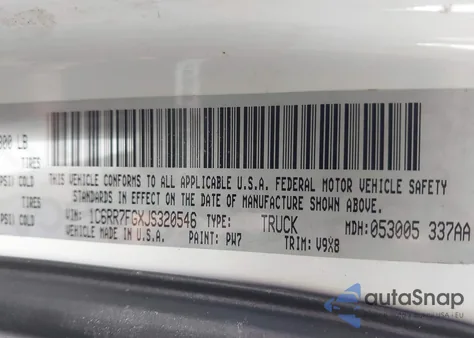 000 LB
TIRES
PSI) COLD
TIRES
PSI) COLD
THIS VEHICLE CONFORMS TO ALL APPLICABLE U.S.A. FEDERAL MOTOR VEHICLE SAFETY
STANDARDS IN EFFECT ON THE DATE OF MANUFACTURE SHOWN ABOVE.
VIN: 1C6RR7FGXJS320546 TYPE: TRUCK MDH:053005 337AA
VEHICLE MADE IN U.S.A. PAINT: PW7 TRIM: V9X8
autaSnap